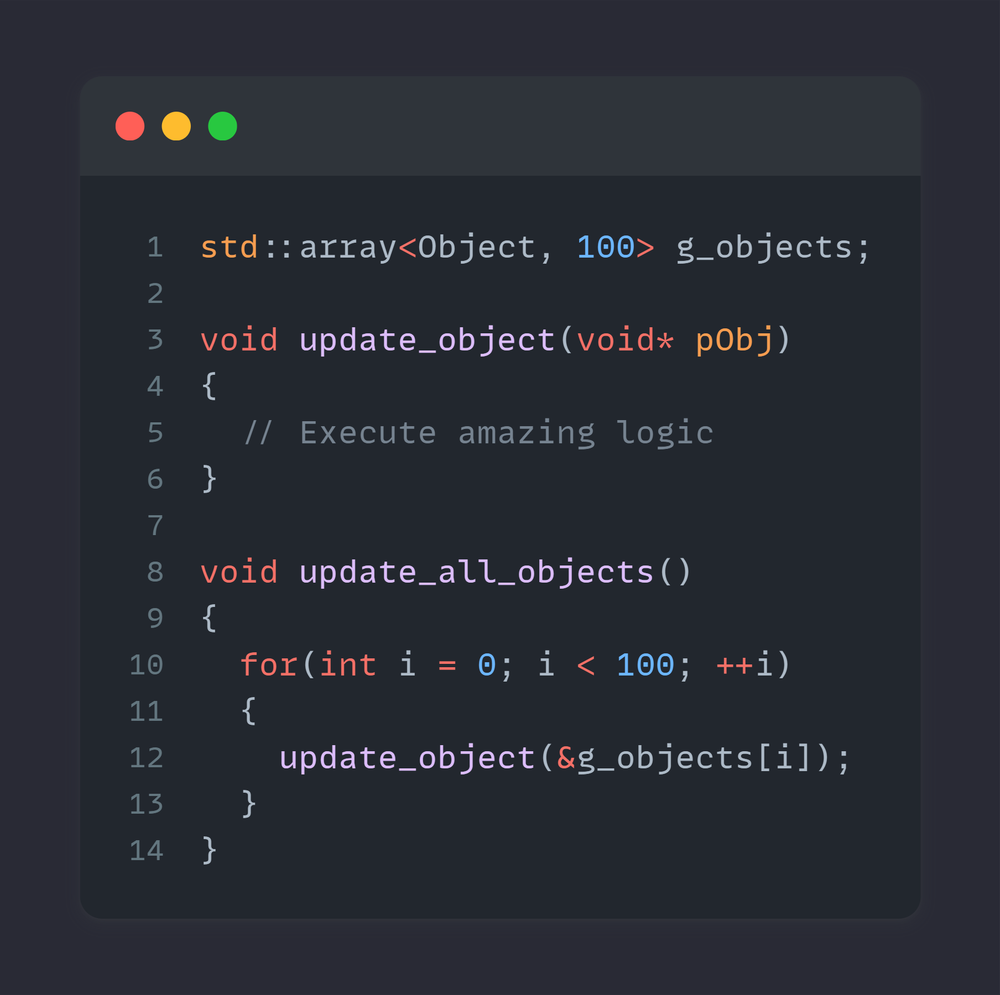 1 std::array<Object, 100> g_objects;
2
3 void update_object(void* pObj)
4 {
5   // Execute amazing logic
6 }
7
8 void update_all_objects()
9 {
10   for(int i = 0; i < 100; ++i)
11   {
12     update_object(&g_objects[i]);
13   }
14 }